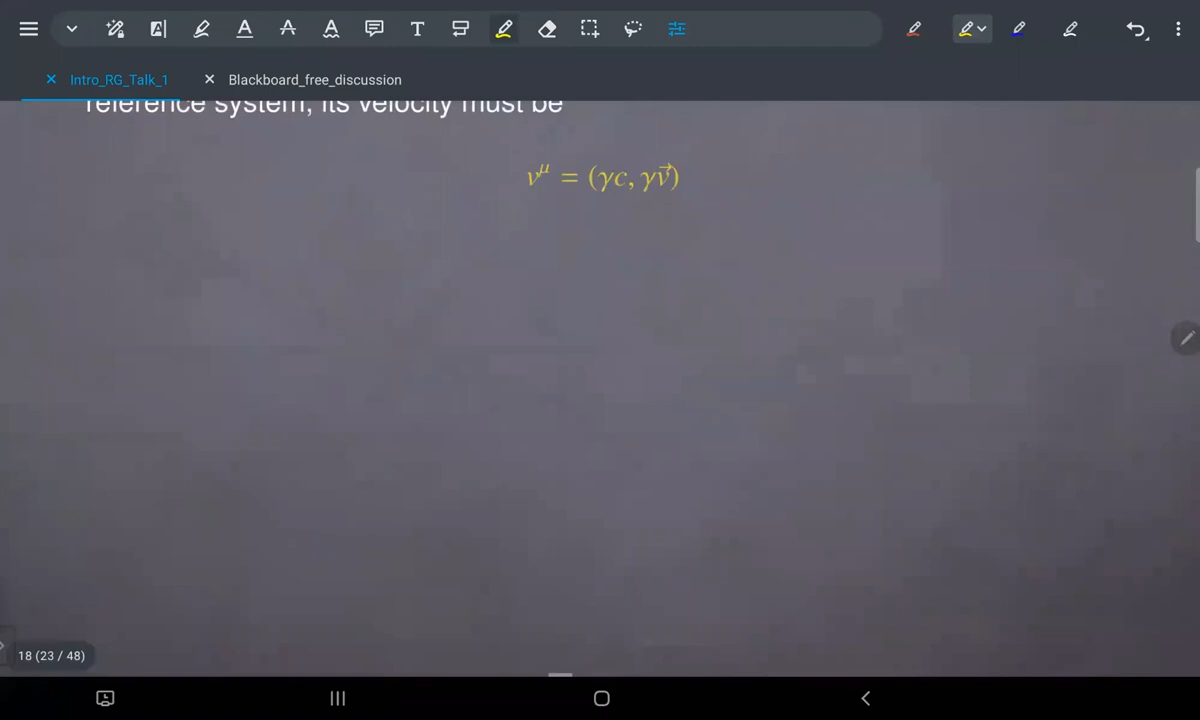 Intro_RG_Talk_1
Blackboard_free_discussion
reference system, its velocity must be
v^μ = (γc, γv⃗)
18 (23 / 48)